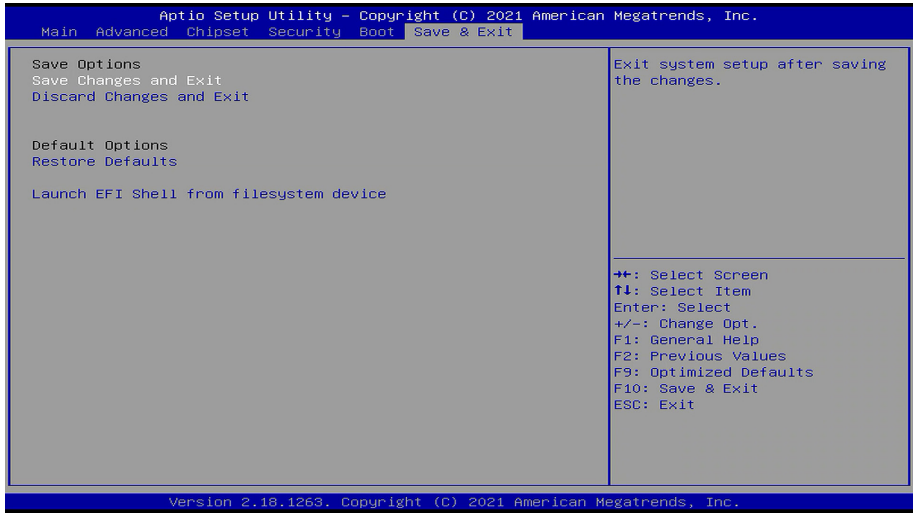 Aptio Setup Utility – Copyright (C) 2021 American Megatrends, Inc.
Main Advanced Chipset Security Boot Save & Exit
Save Options
Save Changes and Exit
Discard Changes and Exit
Default Options
Restore Defaults
Launch EFI Shell from filesystem device
Exit system setup after saving
the changes.
→←: Select Screen
↑↓: Select Item
Enter: Select
+/-: Change Opt.
F1: General Help
F2: Previous Values
F9: Optimized Defaults
F10: Save & Exit
ESC: Exit
Version 2.18.1263. Copyright (C) 2021 American Megatrends, Inc.